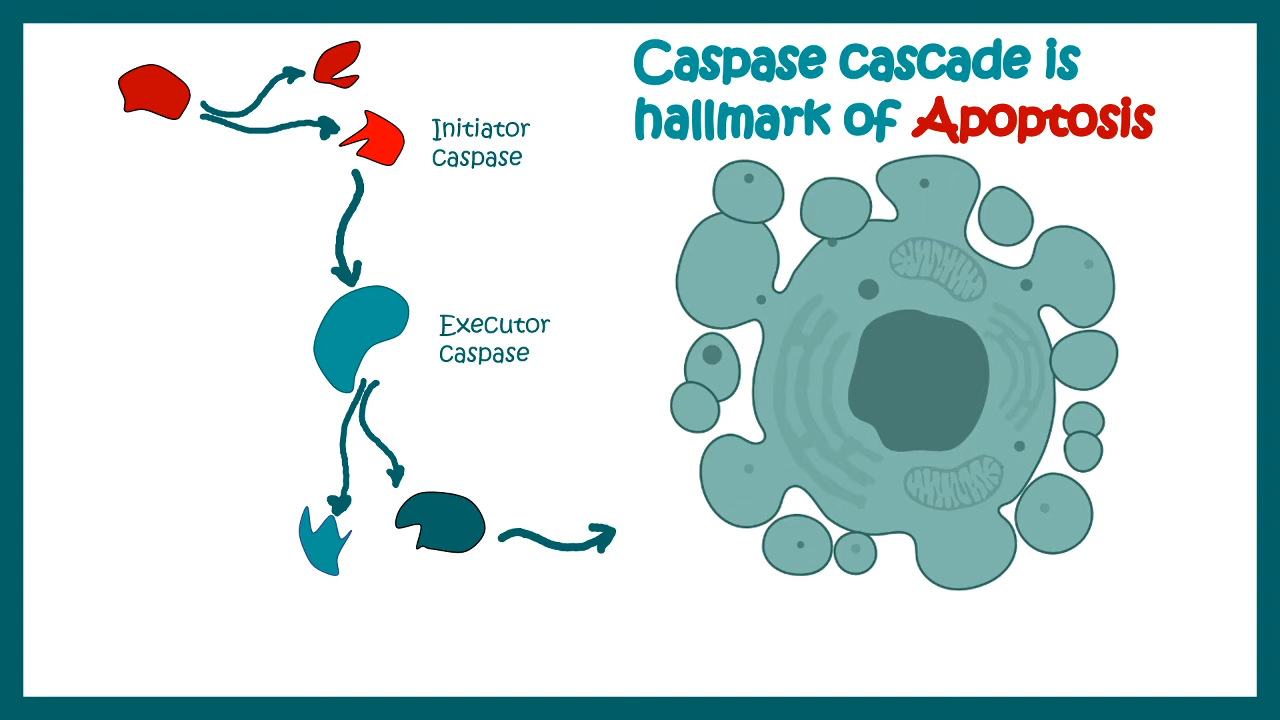 Caspase cascade is
hallmark of Apoptosis
Initiator
caspase
Executor
caspase